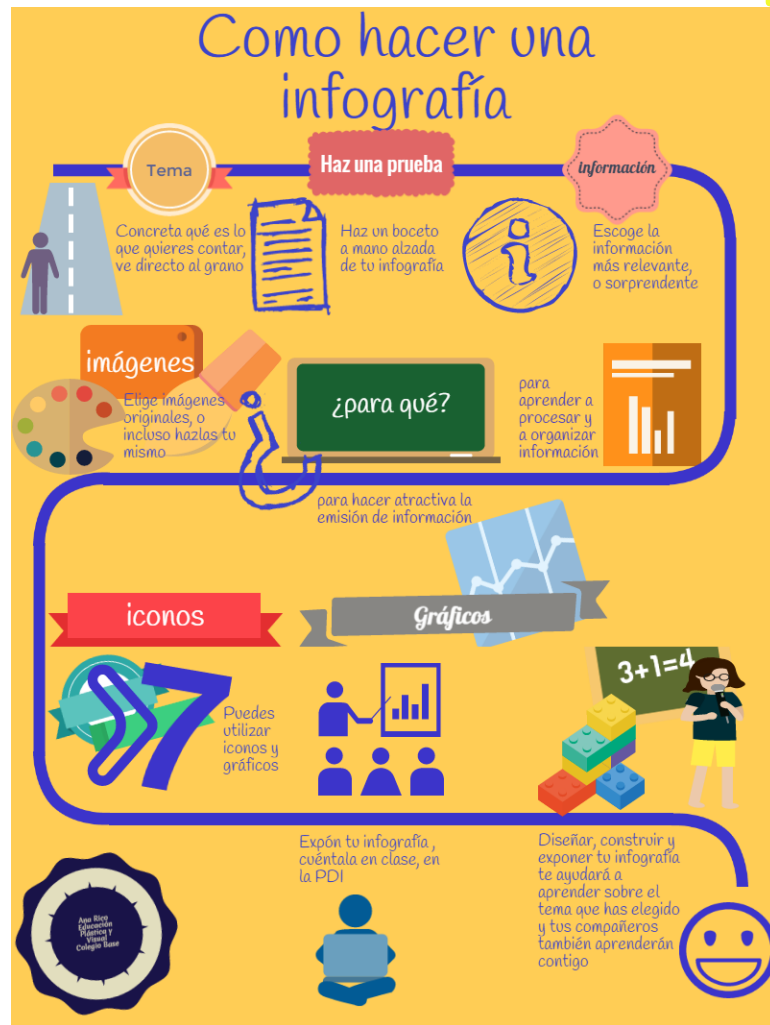 Como hacer una
infografía
Tema
Haz una prueba
Información
Concreta qué es lo
que quieres contar,
ve directo al grano
Haz un boceto
a mano alzada
de tu infografía
Escoge la
información
más relevante,
o sorprendente
imágenes
Elige imágenes
originales, o
incluso hazlas tu
mismo
¿para qué?
para
aprender a
procesar y
a organizar
información
para hacer atractiva la
emisión de información
iconos
Gráficos
Puedes
utilizar
iconos y
gráficos
3+1=4
Expón tu infografía ,
cuéntala en clase, en
la PDI
Diseñar, construir y
exponer tu infografía
te ayudará a
aprender sobre el
tema que has elegido
y tus compañeros
también aprenderán
contigo
Ana Rico
Educación
Plástica y
Visual
Colegio Base